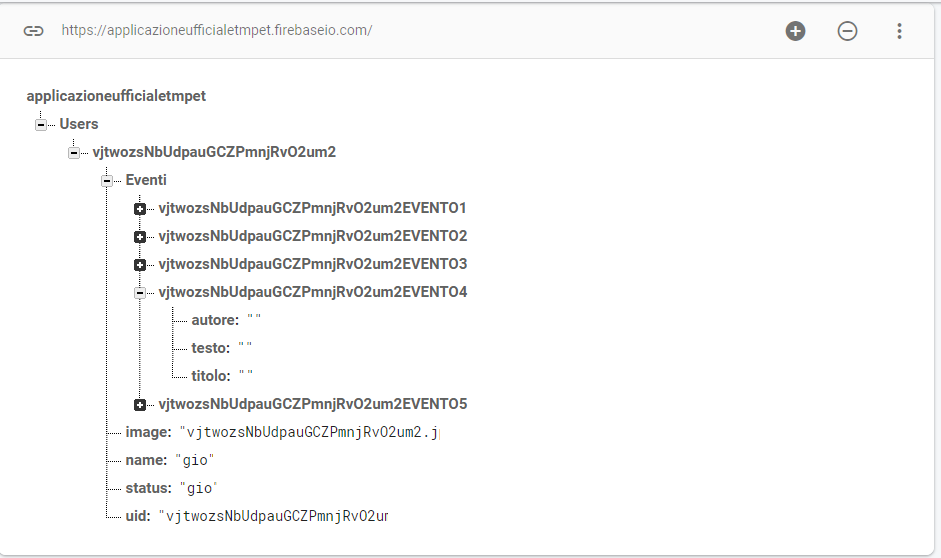 https://applicazioneufficialetmpet.firebaseio.com/
applicazioneufficialetmpet
Users
vjtwozsNbUdpauGCZPmnjRvO2um2
Eventi
vjtwozsNbUdpauGCZPmnjRvO2um2EVENTO1
vjtwozsNbUdpauGCZPmnjRvO2um2EVENTO2
vjtwozsNbUdpauGCZPmnjRvO2um2EVENTO3
vjtwozsNbUdpauGCZPmnjRvO2um2EVENTO4
autore: ""
testo: ""
titolo: ""
vjtwozsNbUdpauGCZPmnjRvO2um2EVENTO5
image: "vjtwozsNbUdpauGCZPmnjRvO2um2.j
name: "gio"
status: "gio"
uid: "vjtwozsNbUdpauGCZPmnjRvO2ur